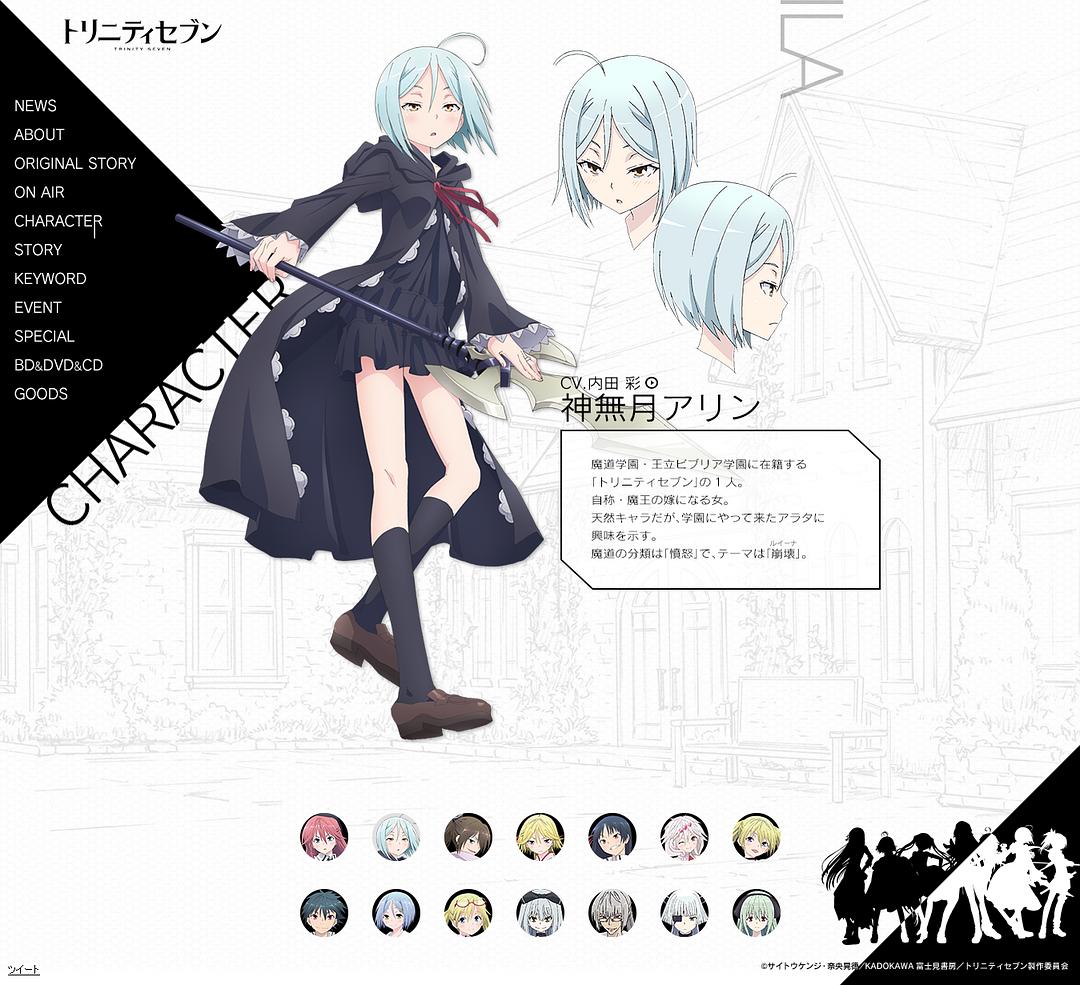 トリニティセブン
TRINITY SEVEN
ILA
NEWS
ABOUT
ORIGINAL STORY
ON AIR
CHARACTER
STORY
KEYWORD
EVENT
SPECIAL
BD&DVD&CD
GOODS
CHARACTER
CV.内田 彩
神無月アリン
魔道学園・王立ビブリア学園に在籍する
「トリニティセブン」の1人。
自称・魔王の嫁になる女。
天然キャラだが、学園にやって来たアラタに
興味を示す。
ルイーナ
魔道の分類は「憤怒」で、テーマは「崩壊」。
ツイート
©サイトウケンジ・奈央晃徳／KADOKAWA 富士見書房／トリニティセブン製作委員会